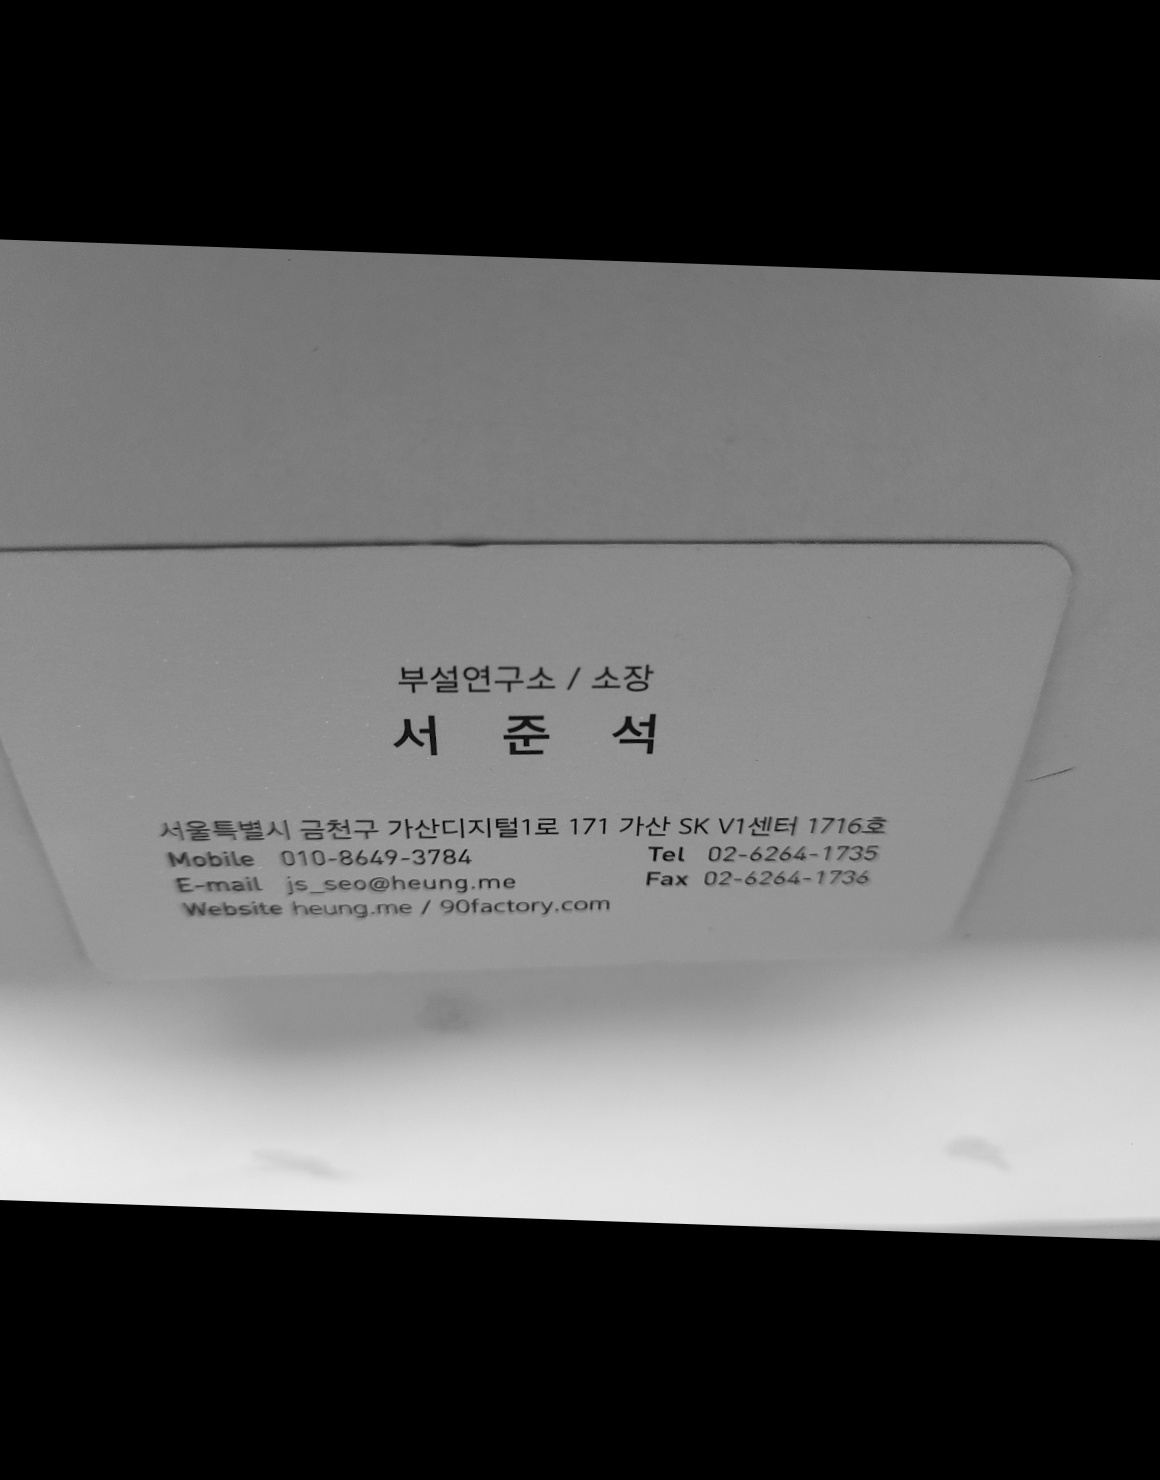 부설연구소 / 소장
서 준 석
서울특별시 금천구 가산디지털1로 171 가산 SK V1센터 1716호
Mobile 010-8649-3784 Tel 02-6264-1735
E-mail js_seo@heung.me Fax 02-6264-1736
Website heung.me / 90factory.com